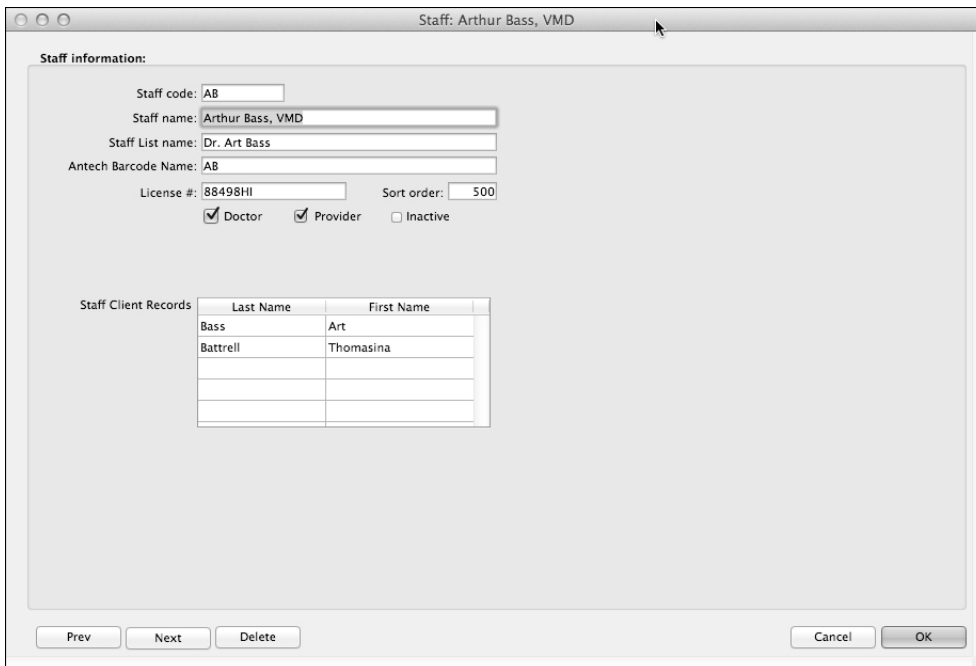 Staff: Arthur Bass, VMD
Staff information:
Staff code: AB
Staff name: Arthur Bass, VMD
Staff List name: Dr. Art Bass
Antech Barcode Name: AB
License #: 88498HI Sort order: 500
Doctor Provider Inactive
Staff Client Records Last Name First Name
Bass Art
Battrell Thomasina
Prev Next Delete Cancel OK